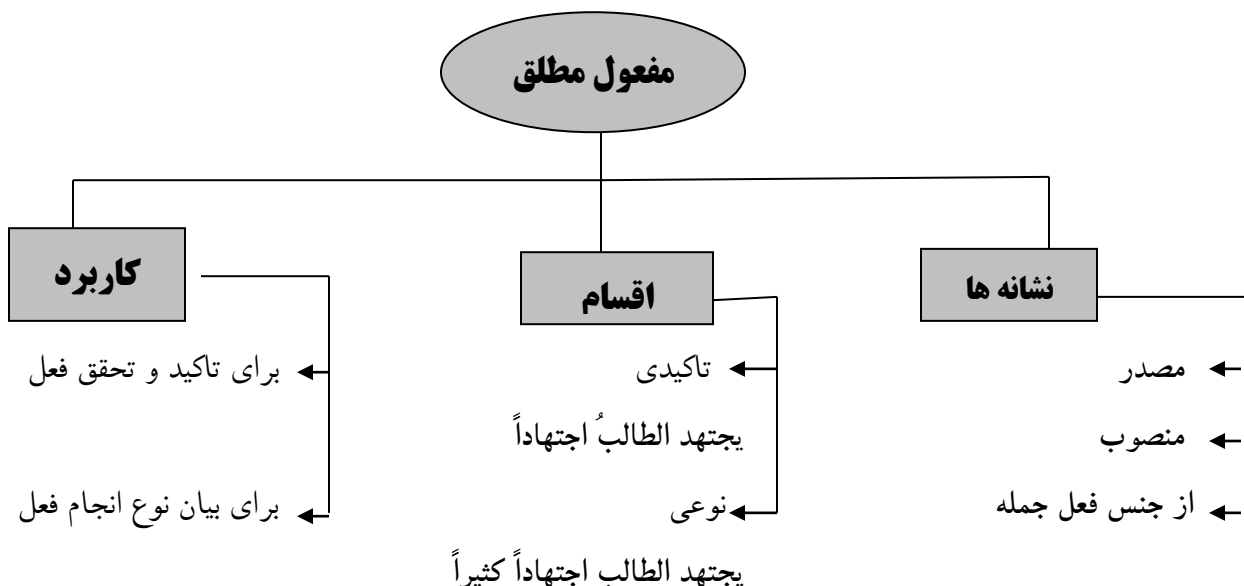 مفعول مطلق
نشانه ها
مصدر
منصوب
از جنس فعل جمله
اقسام
تاکیدی
یجتهد الطالبُ اجتهاداً
نوعی
یجتهد الطالب اجتهاداً کثیراً
کاربرد
برای تاکید و تحقق فعل
برای بیان نوع انجام فعل